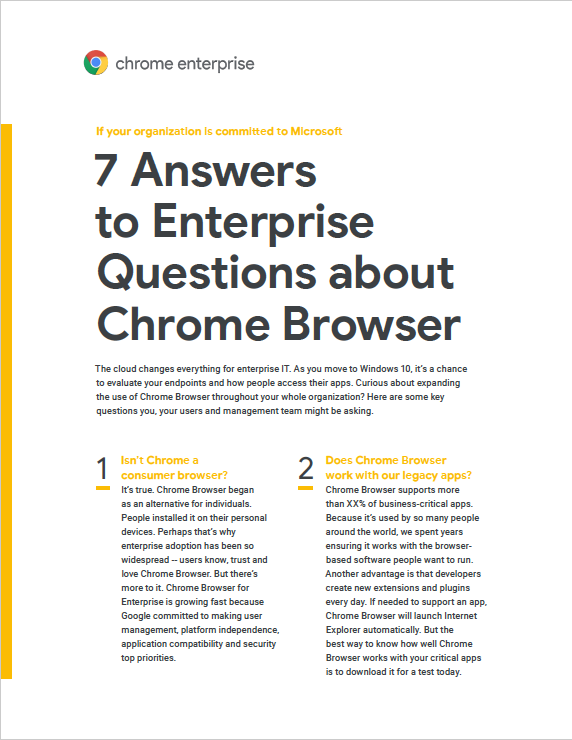 chrome enterprise
If your organization is committed to Microsoft
7 Answers
to Enterprise
Questions about
Chrome Browser
The cloud changes everything for enterprise IT. As you move to Windows 10, it's a chance
to evaluate your endpoints and how people access their apps. Curious about expanding
the use of Chrome Browser throughout your whole organization? Here are some key
questions you, your users and management team might be asking.
1
Isn't Chrome a
consumer browser?
It's true. Chrome Browser began
as an alternative for individuals.
People installed it on their personal
devices. Perhaps that's why
enterprise adoption has been so
widespread -- users know, trust and
love Chrome Browser. But there's
more to it. Chrome Browser for
Enterprise is growing fast because
Google committed to making user
management, platform independence,
application compatibility and security
top priorities.
2
Does Chrome Browser
work with our legacy apps?
Chrome Browser supports more
than XX% of business-critical apps.
Because it's used by so many people
around the world, we spent years
ensuring it works with the browser-
based software people want to run.
Another advantage is that developers
create new extensions and plugins
every day. If needed to support an app,
Chrome Browser will launch Internet
Explorer automatically. But the
best way to know how well Chrome
Browser works with your critical apps
is to download it for a test today.